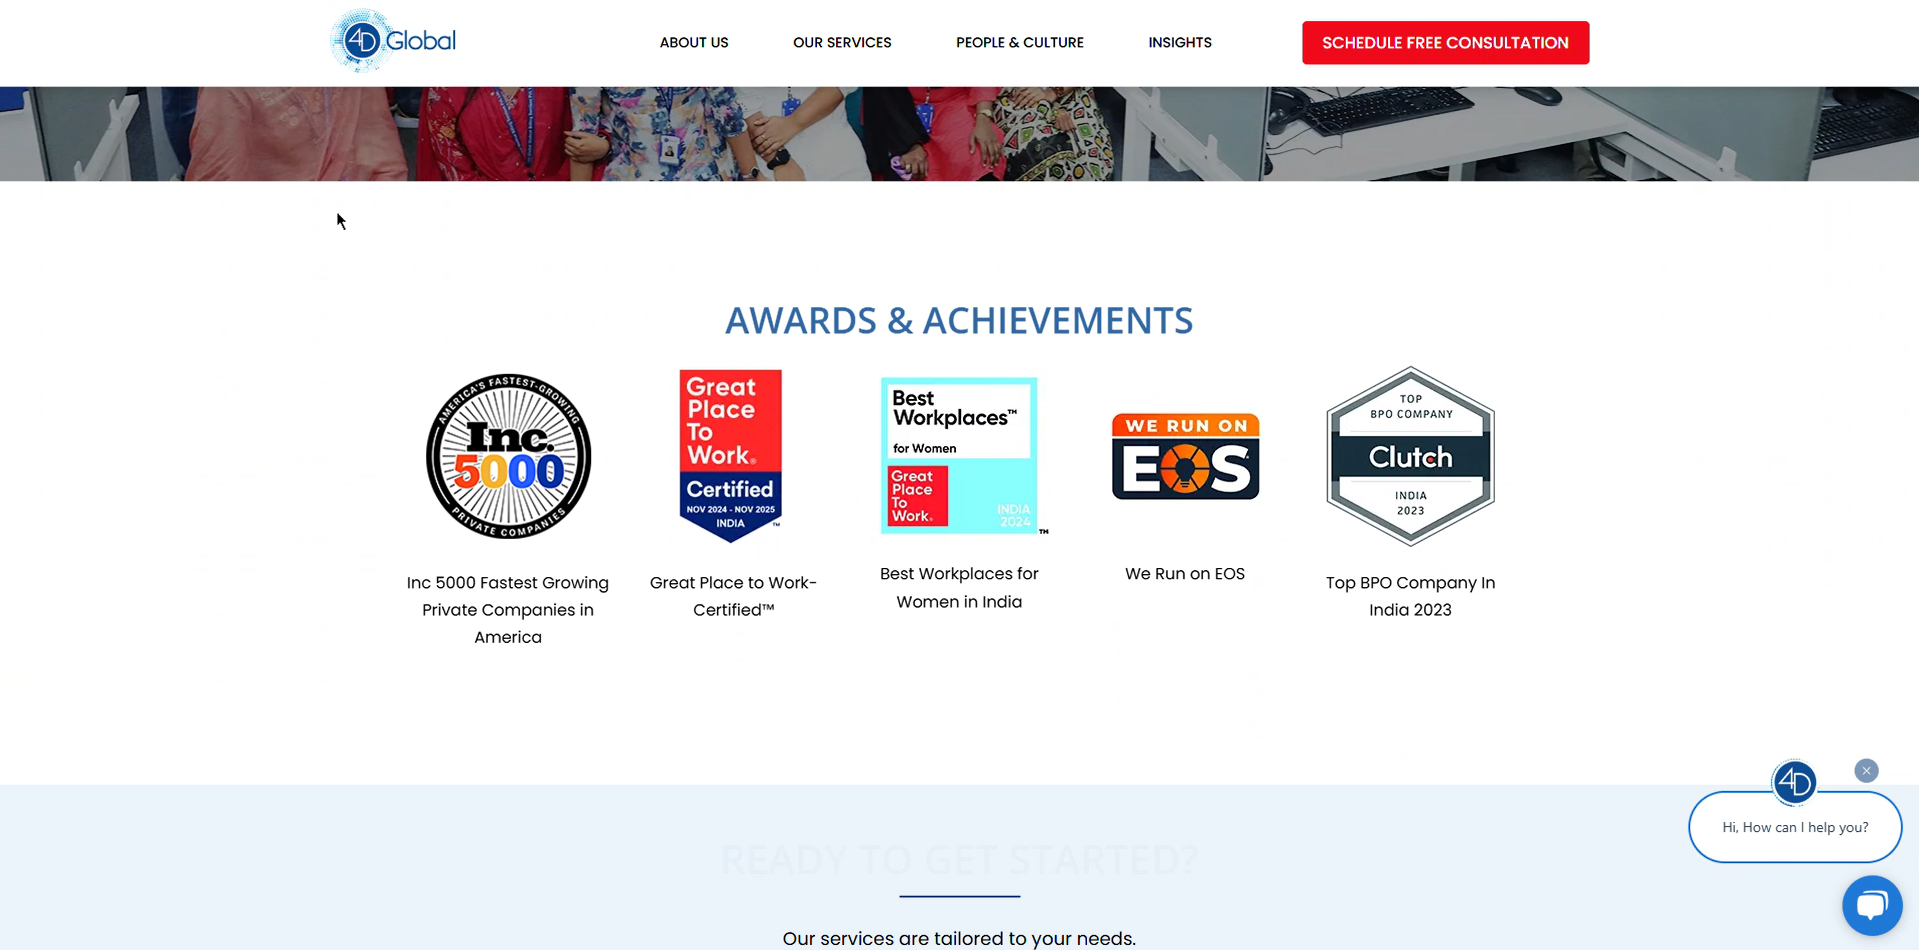 4D Global
ABOUT US
OUR SERVICES
PEOPLE & CULTURE
INSIGHTS
SCHEDULE FREE CONSULTATION
AWARDS & ACHIEVEMENTS
AMERICA'S FASTEST-GROWING
Inc.
5000
PRIVATE COMPANIES
Inc 5000 Fastest Growing
Private Companies in
America
Great
Place
To
Work®
Certified
NOV 2024 - NOV 2025
INDIA
TM
Great Place to Work-
Certified™
Best
Workplaces™
for Women
Great
Place
To
Work®
INDIA
2024
TM
Best Workplaces for
Women in India
WE RUN ON
EOS
We Run on EOS
TOP
BPO COMPANY
Clutch
INDIA
2023
Top BPO Company In
India 2023
READY TO GET STARTED?
Our services are tailored to your needs.
4D
Hi, How can I help you?